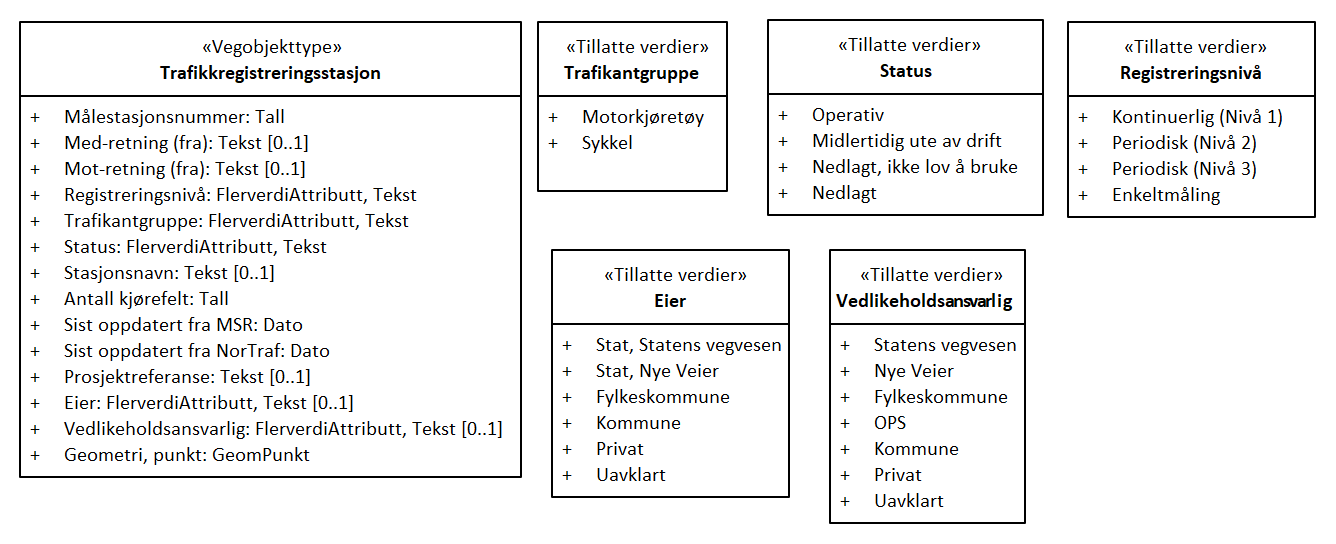 «Vegobjekttype»
Trafikkregistreringsstasjon
+ Målestasjonsnummer: Tall
+ Med-retning (fra): Tekst [0..1]
+ Mot-retning (fra): Tekst [0..1]
+ Registreringsnivå: FlerverdiAttributt, Tekst
+ Trafikantgruppe: FlerverdiAttributt, Tekst
+ Status: FlerverdiAttributt, Tekst
+ Stasjonsnavn: Tekst [0..1]
+ Antall kjørefelt: Tall
+ Sist oppdatert fra MSR: Dato
+ Sist oppdatert fra NorTraf: Dato
+ Prosjektreferanse: Tekst [0..1]
+ Eier: FlerverdiAttributt, Tekst [0..1]
+ Vedlikeholdsansvarlig: FlerverdiAttributt, Tekst [0..1]
+ Geometri, punkt: GeomPunkt
«Tillatte verdier»
Trafikantgruppe
+ Motorkjøretøy
+ Sykkel
«Tillatte verdier»
Status
+ Operativ
+ Midlertidig ute av drift
+ Nedlagt, ikke lov å bruke
+ Nedlagt
«Tillatte verdier»
Registreringsnivå
+ Kontinuerlig (Nivå 1)
+ Periodisk (Nivå 2)
+ Periodisk (Nivå 3)
+ Enkeltmåling
«Tillatte verdier»
Eier
+ Stat, Statens vegvesen
+ Stat, Nye Veier
+ Fylkeskommune
+ Kommune
+ Privat
+ Uavklart
«Tillatte verdier»
Vedlikeholdsansvarlig
+ Statens vegvesen
+ Nye Veier
+ Fylkeskommune
+ OPS
+ Kommune
+ Privat
+ Uavklart